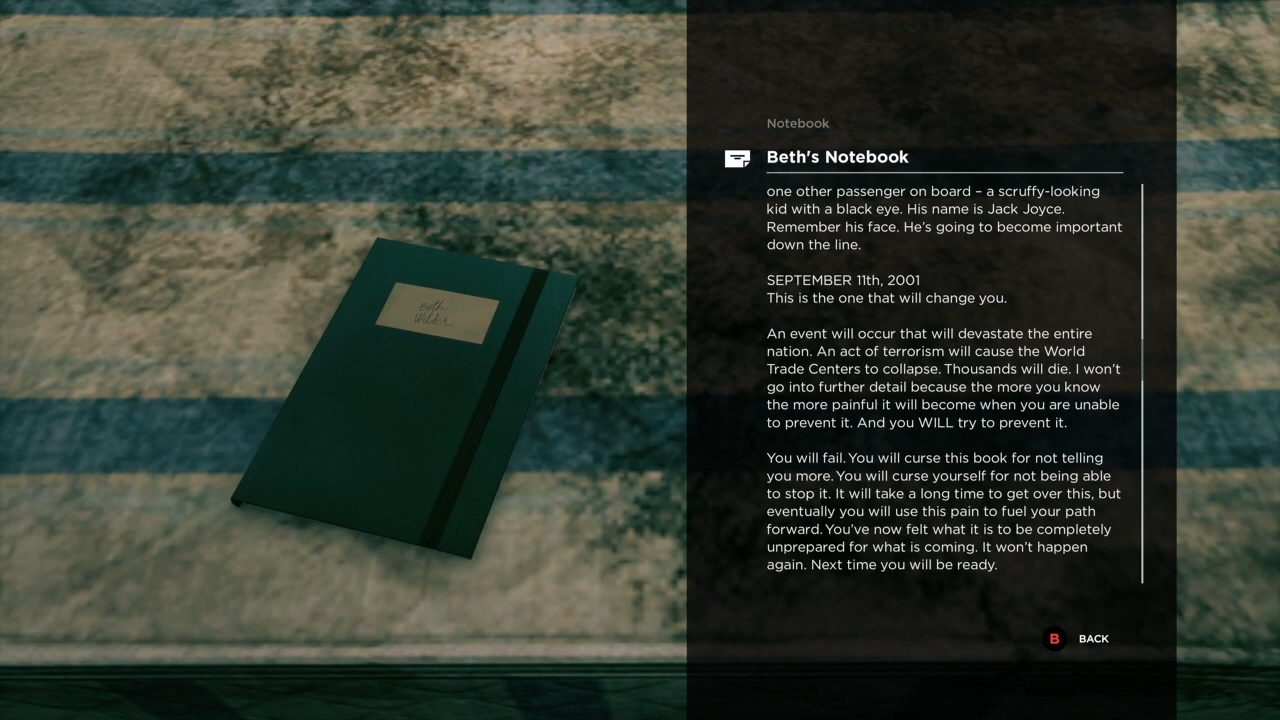 Notebook
Beth's Notebook
one other passenger on board – a scruffy-looking
kid with a black eye. His name is Jack Joyce.
Remember his face. He's going to become important
down the line.
SEPTEMBER 11th, 2001
This is the one that will change you.
An event will occur that will devastate the entire
nation. An act of terrorism will cause the World
Trade Centers to collapse. Thousands will die. I won't
go into further detail because the more you know
the more painful it will become when you are unable
to prevent it. And you WILL try to prevent it.
You will fail. You will curse this book for not telling
you more. You will curse yourself for not being able
to stop it. It will take a long time to get over this, but
eventually you will use this pain to fuel your path
forward. You've now felt what it is to be completely
unprepared for what is coming. It won't happen
again. Next time you will be ready.
B BACK
Beth
Wilder